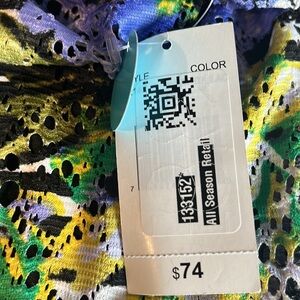 YLE COLOR
7
133152*
All Season Retail
$74